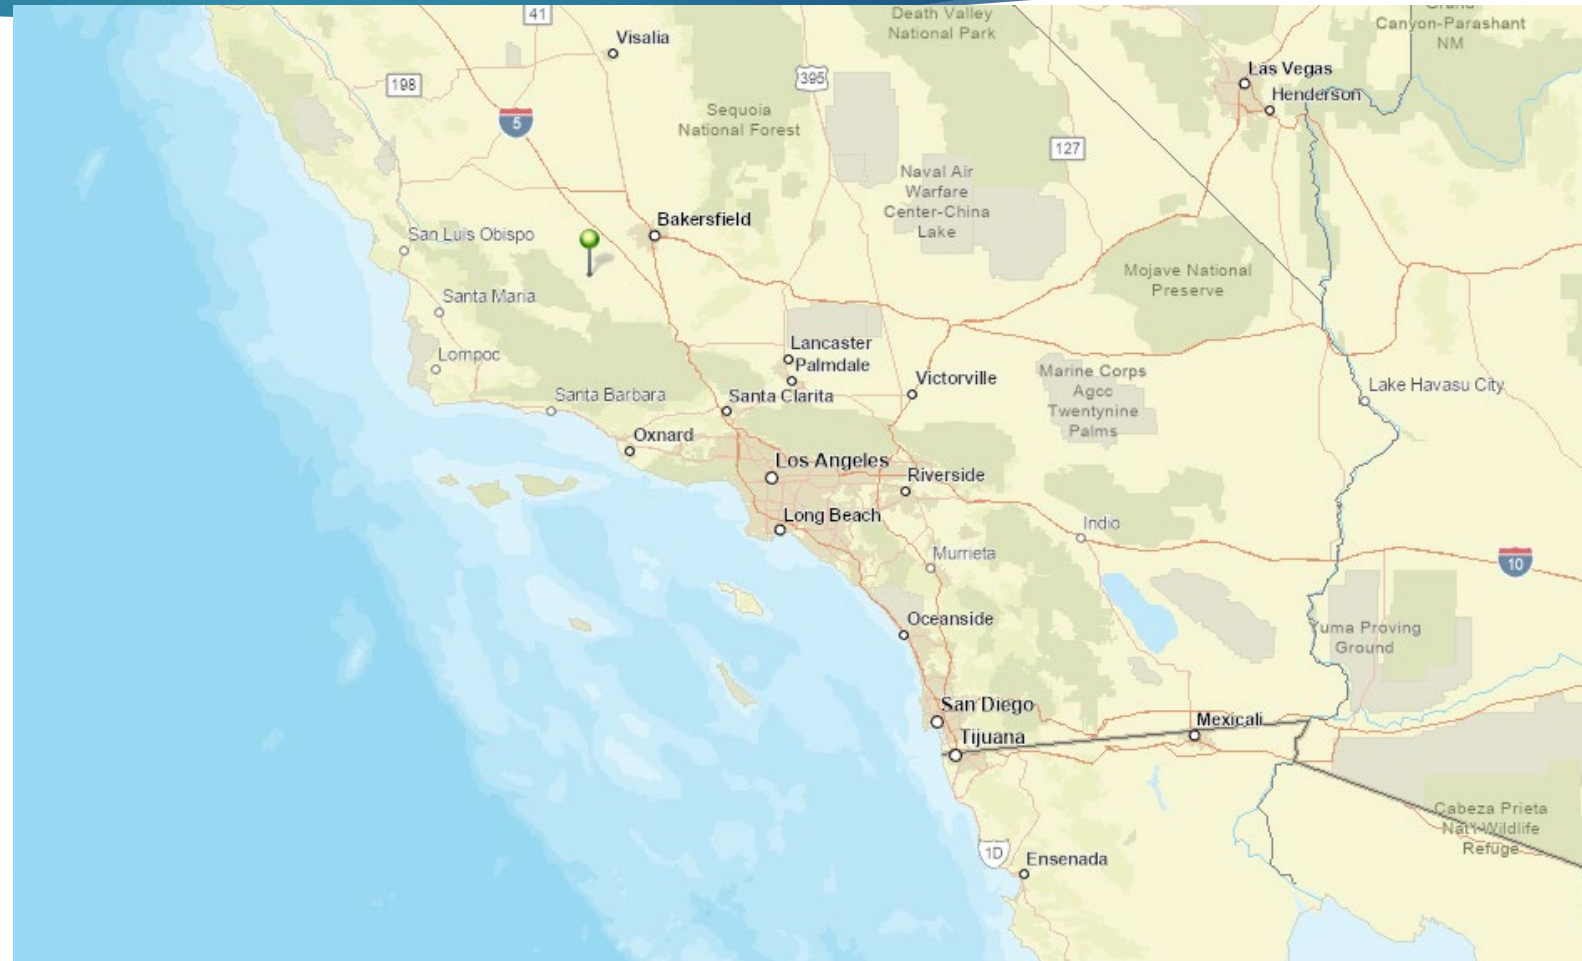 41
Visalia
Death Valley
National Park
Grand
Canyon-Parashant
NM
198
395
Las Vegas
Henderson
5
Sequoia
National Forest
127
Naval Air
Warfare
Center-China
Lake
Bakersfield
San Luis Obispo
Mojave National
Preserve
Santa Maria
Lancaster
Palmdale
Lompoc
Victorville
Marine Corps
Agcc
Twentynine
Palms
Lake Havasu City
Santa Barbara
Santa Clarita
Oxnard
Los Angeles
Riverside
Long Beach
Indio
Murrieta
10
Oceanside
Yuma Proving
Ground
San Diego
Mexicali
Tijuana
Cabeza Prieta
Nat'l Wildlife
Refuge
1D
Ensenada